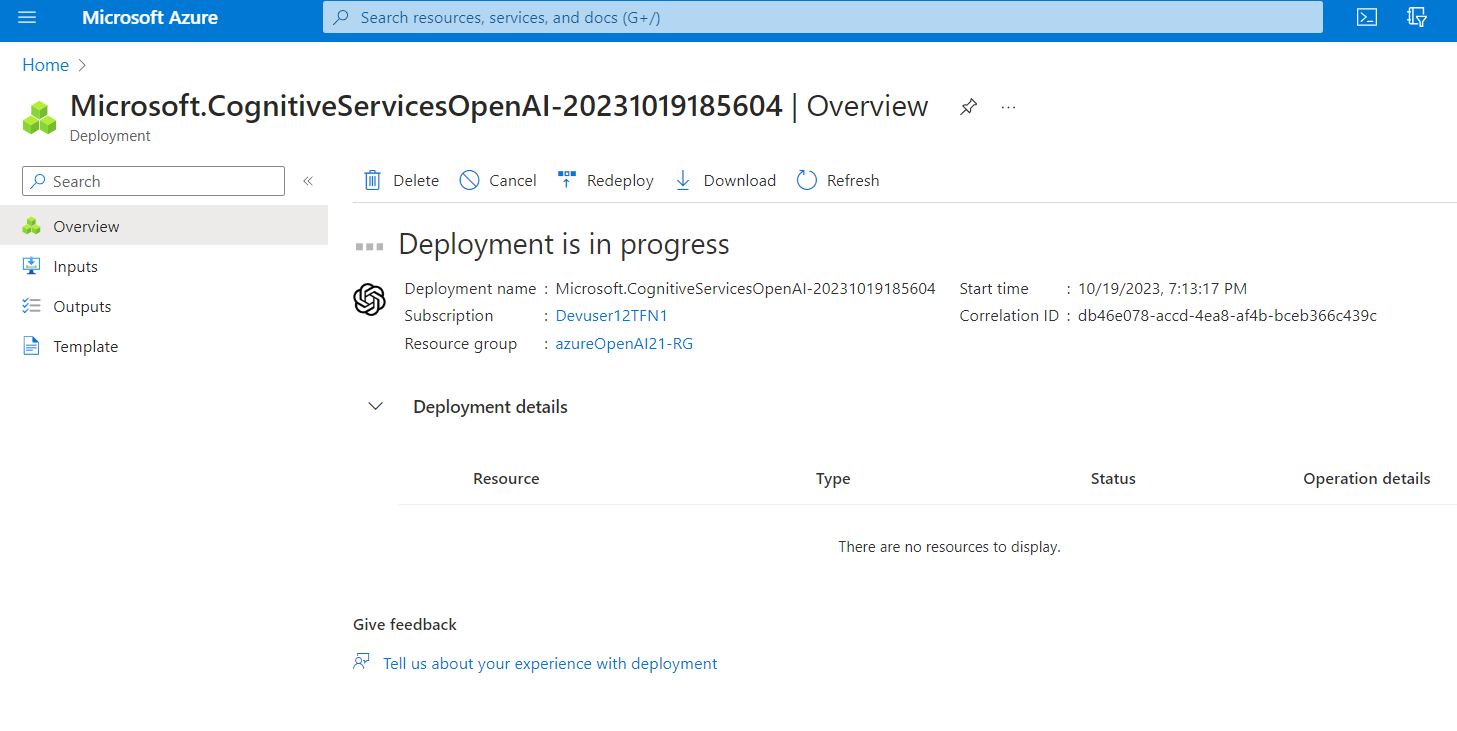 Microsoft Azure
Search resources, services, and docs (G+/)
Home
Microsoft.CognitiveServicesOpenAI-20231019185604 | Overview
...
Deployment
Search
«
Delete
Cancel
Redeploy
Download
Refresh
Overview
Inputs
Outputs
Template
Deployment is in progress
Deployment name : Microsoft.CognitiveServicesOpenAI-20231019185604
Subscription : Devuser12TFN1
Resource group : azureOpenAI21-RG
Start time : 10/19/2023, 7:13:17 PM
Correlation ID : db46e078-accd-4ea8-af4b-bceb366c439c
Deployment details
Resource Type Status Operation details
There are no resources to display.
Give feedback
Tell us about your experience with deployment